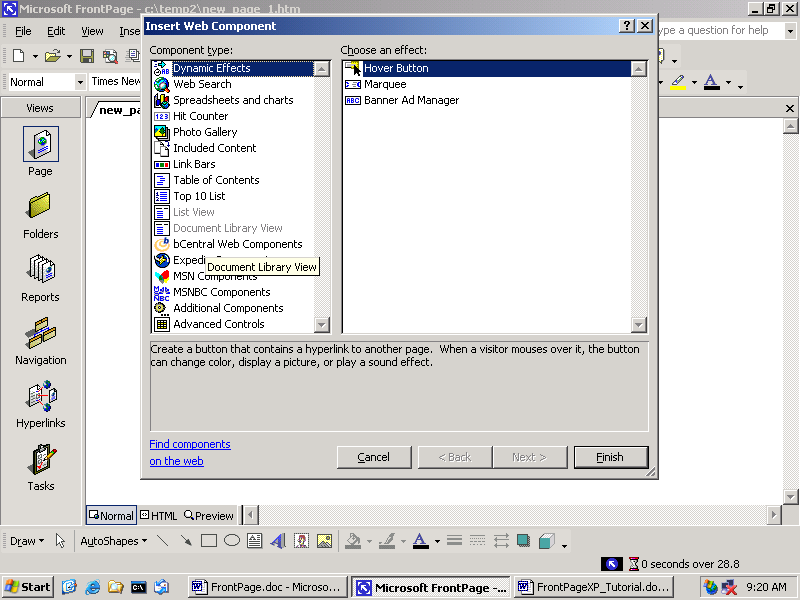 Microsoft FrontPage - c:\temp2\new_page_1.htm
File Edit View Inse
ype a question for help
Normal Times New
Views
new_pa
Page
Folders
Reports
Navigation
Hyperlinks
Tasks
Insert Web Component
Component type:
Dynamic Effects
Web Search
Spreadsheets and charts
Hit Counter
Photo Gallery
Included Content
Link Bars
Table of Contents
Top 10 List
List View
Document Library View
bCentral Web Components
Expedi
Document Library View
MSN Components
MSNBC Components
Additional Components
Advanced Controls
Choose an effect:
Hover Button
Marquee
Banner Ad Manager
Create a button that contains a hyperlink to another page. When a visitor mouses over it, the button
can change color, display a picture, or play a sound effect.
Find components
on the web
Cancel < Back Next > Finish
Normal HTML Preview
Draw AutoShapes
0 seconds over 28.8
Start FrontPage.doc - Microso... Microsoft FrontPage -... FrontPageXP_Tutorial.do... 9:20 AM